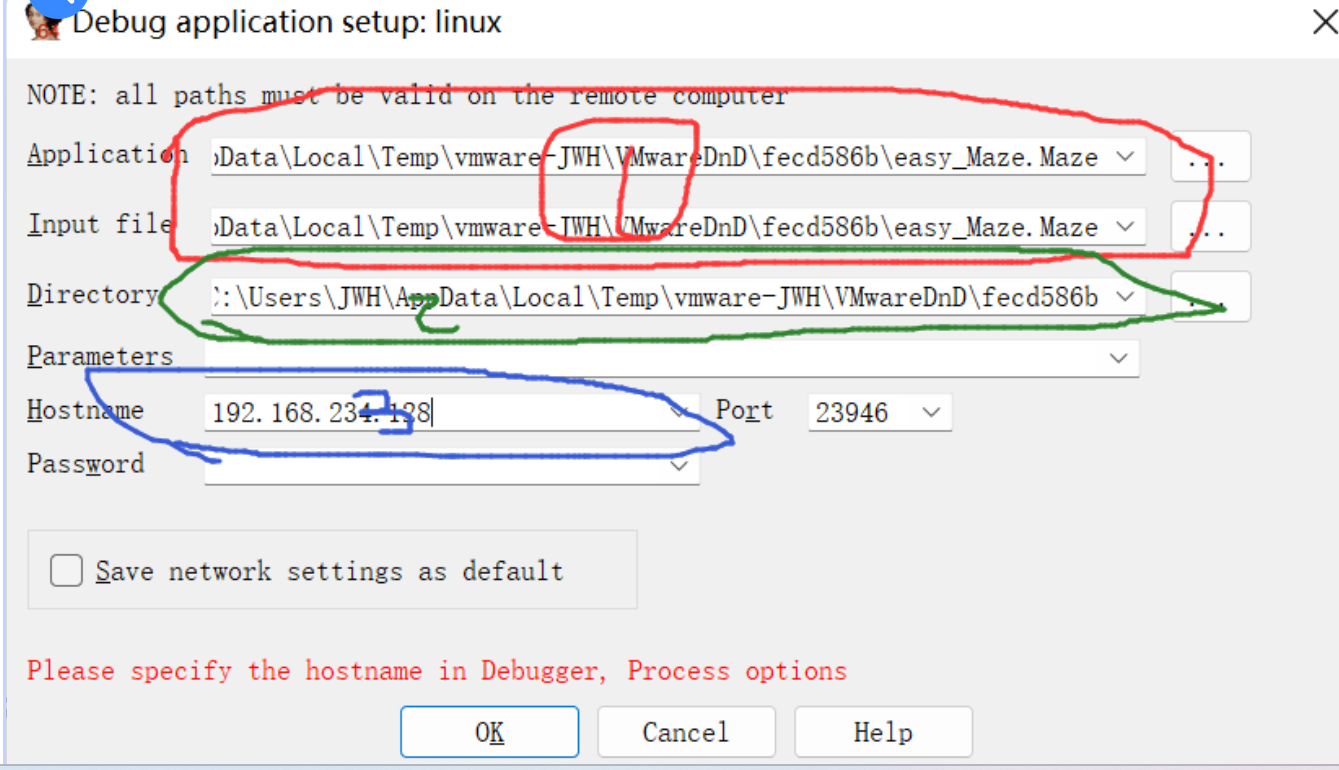 Debug application setup: linux
NOTE: all paths must be valid on the remote computer
Application Data\Local\Temp\vmware-JWH\VMwareDnD\fecd586b\easy_Maze.Maze ...
1
Input file Data\Local\Temp\vmware-JWH\VMwareDnD\fecd586b\easy_Maze.Maze ...
Directory :\Users\JWH\AppData\Local\Temp\vmware-JWH\VMwareDnD\fecd586b ...
2
Parameters
Hostname 192.168.234.128 Port 23946
3
Password
Save network settings as default
Please specify the hostname in Debugger, Process options
OK Cancel Help